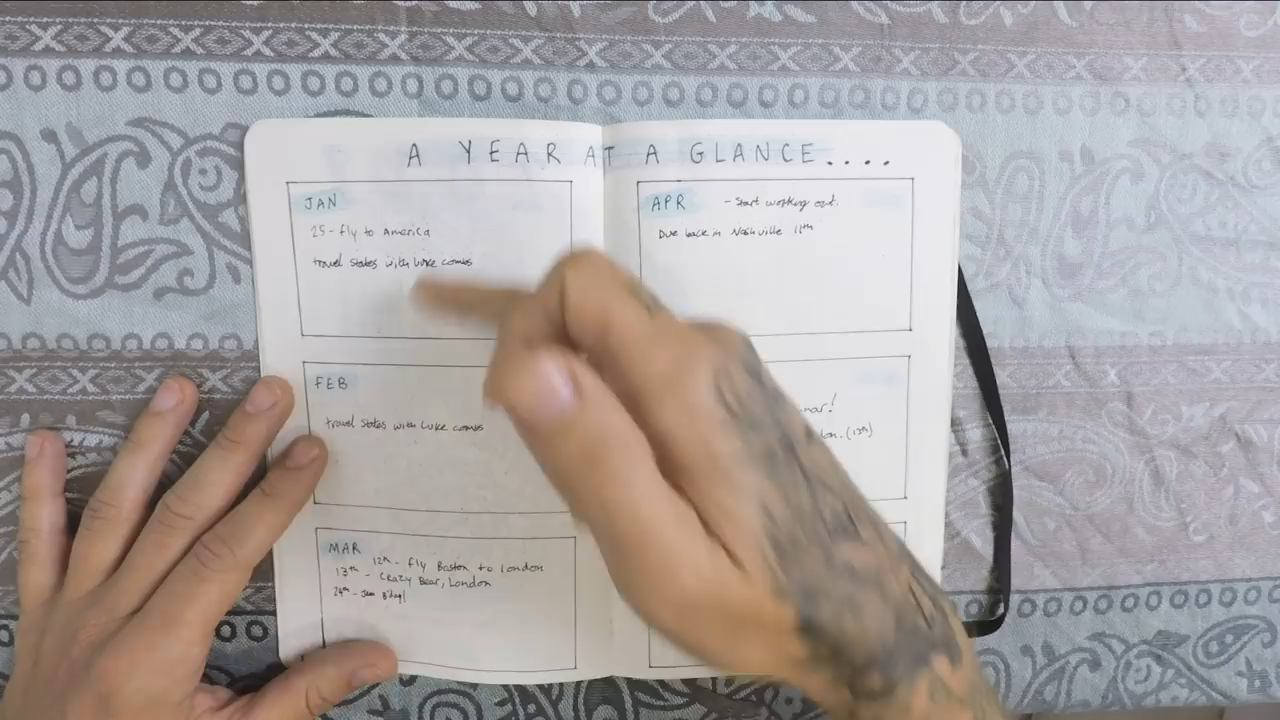 A YEAR AT A GLANCE....
JAN
25 - fly to America
travel states with Luke combs
FEB
travel states with Luke combs
MAR
12th - fly Boston to London
13th - Crazy Bear, London
24th - B'day!
APR - Start working out.
Due back in Nashville 11th
(12th)